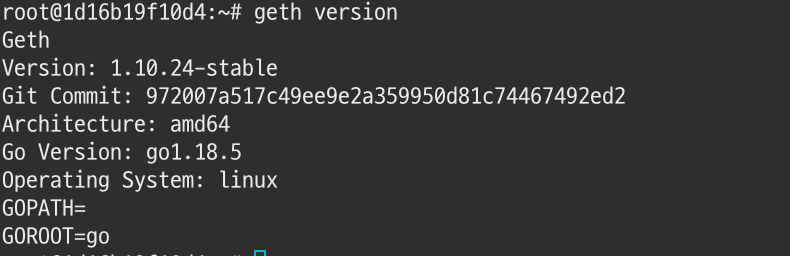 root@1d16b19f10d4:~# geth version
Geth
Version: 1.10.24-stable
Git Commit: 972007a517c49ee9e2a359950d81c74467492ed2
Architecture: amd64
Go Version: go1.18.5
Operating System: linux
GOPATH=
GOROOT=go